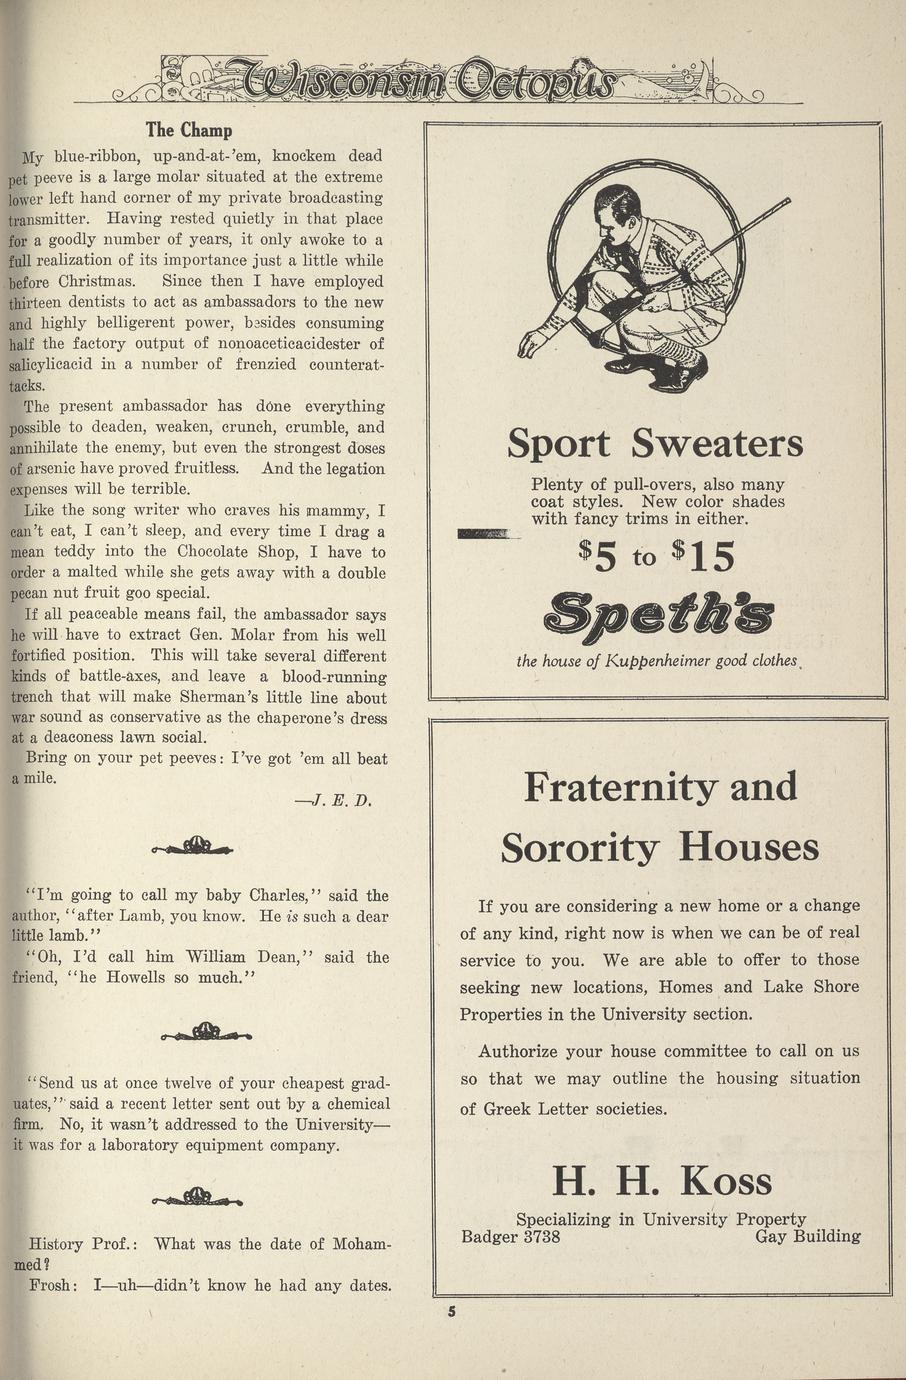 Wisconsin Octopus
The Champ
My blue-ribbon, up-and-at-'em, knockem dead
pet peeve is a large molar situated at the extreme
lower left hand corner of my private broadcasting
transmitter. Having rested quietly in that place
for a goodly number of years, it only awoke to a
full realization of its importance just a little while
before Christmas. Since then I have employed
thirteen dentists to act as ambassadors to the new
and highly belligerent power, besides consuming
half the factory output of nonoaceticacidester of
salicylicacid in a number of frenzied counterat-
tacks.
The present ambassador has done everything
possible to deaden, weaken, crunch, crumble, and
annihilate the enemy, but even the strongest doses
of arsenic have proved fruitless. And the legation
expenses will be terrible.
Like the song writer who craves his mammy, I
can't eat, I can't sleep, and every time I drag a
mean teddy into the Chocolate Shop, I have to
order a malted while she gets away with a double
pecan nut fruit goo special.
If all peaceable means fail, the ambassador says
he will have to extract Gen. Molar from his well
fortified position. This will take several different
kinds of battle-axes, and leave a blood-running
trench that will make Sherman's little line about
war sound as conservative as the chaperone's dress
at a deaconess lawn social.
Bring on your pet peeves: I've got 'em all beat
a mile.
—J. E. D.
"I'm going to call my baby Charles," said the
author, "after Lamb, you know. He is such a dear
little lamb."
"Oh, I'd call him William Dean," said the
friend, "he Howells so much."
"Send us at once twelve of your cheapest grad-
uates," said a recent letter sent out by a chemical
firm. No, it wasn't addressed to the University—
it was for a laboratory equipment company.
History Prof.: What was the date of Moham-
med?
Frosh: I—uh—didn't know he had any dates.
Sport Sweaters
Plenty of pull-overs, also many
coat styles. New color shades
with fancy trims in either.
$5 to $15
Speth's
the house of Kuppenheimer good clothes.
Fraternity and
Sorority Houses
If you are considering a new home or a change
of any kind, right now is when we can be of real
service to you. We are able to offer to those
seeking new locations, Homes and Lake Shore
Properties in the University section.
Authorize your house committee to call on us
so that we may outline the housing situation
of Greek Letter societies.
H. H. Koss
Specializing in University Property
Badger 3738 Gay Building
5